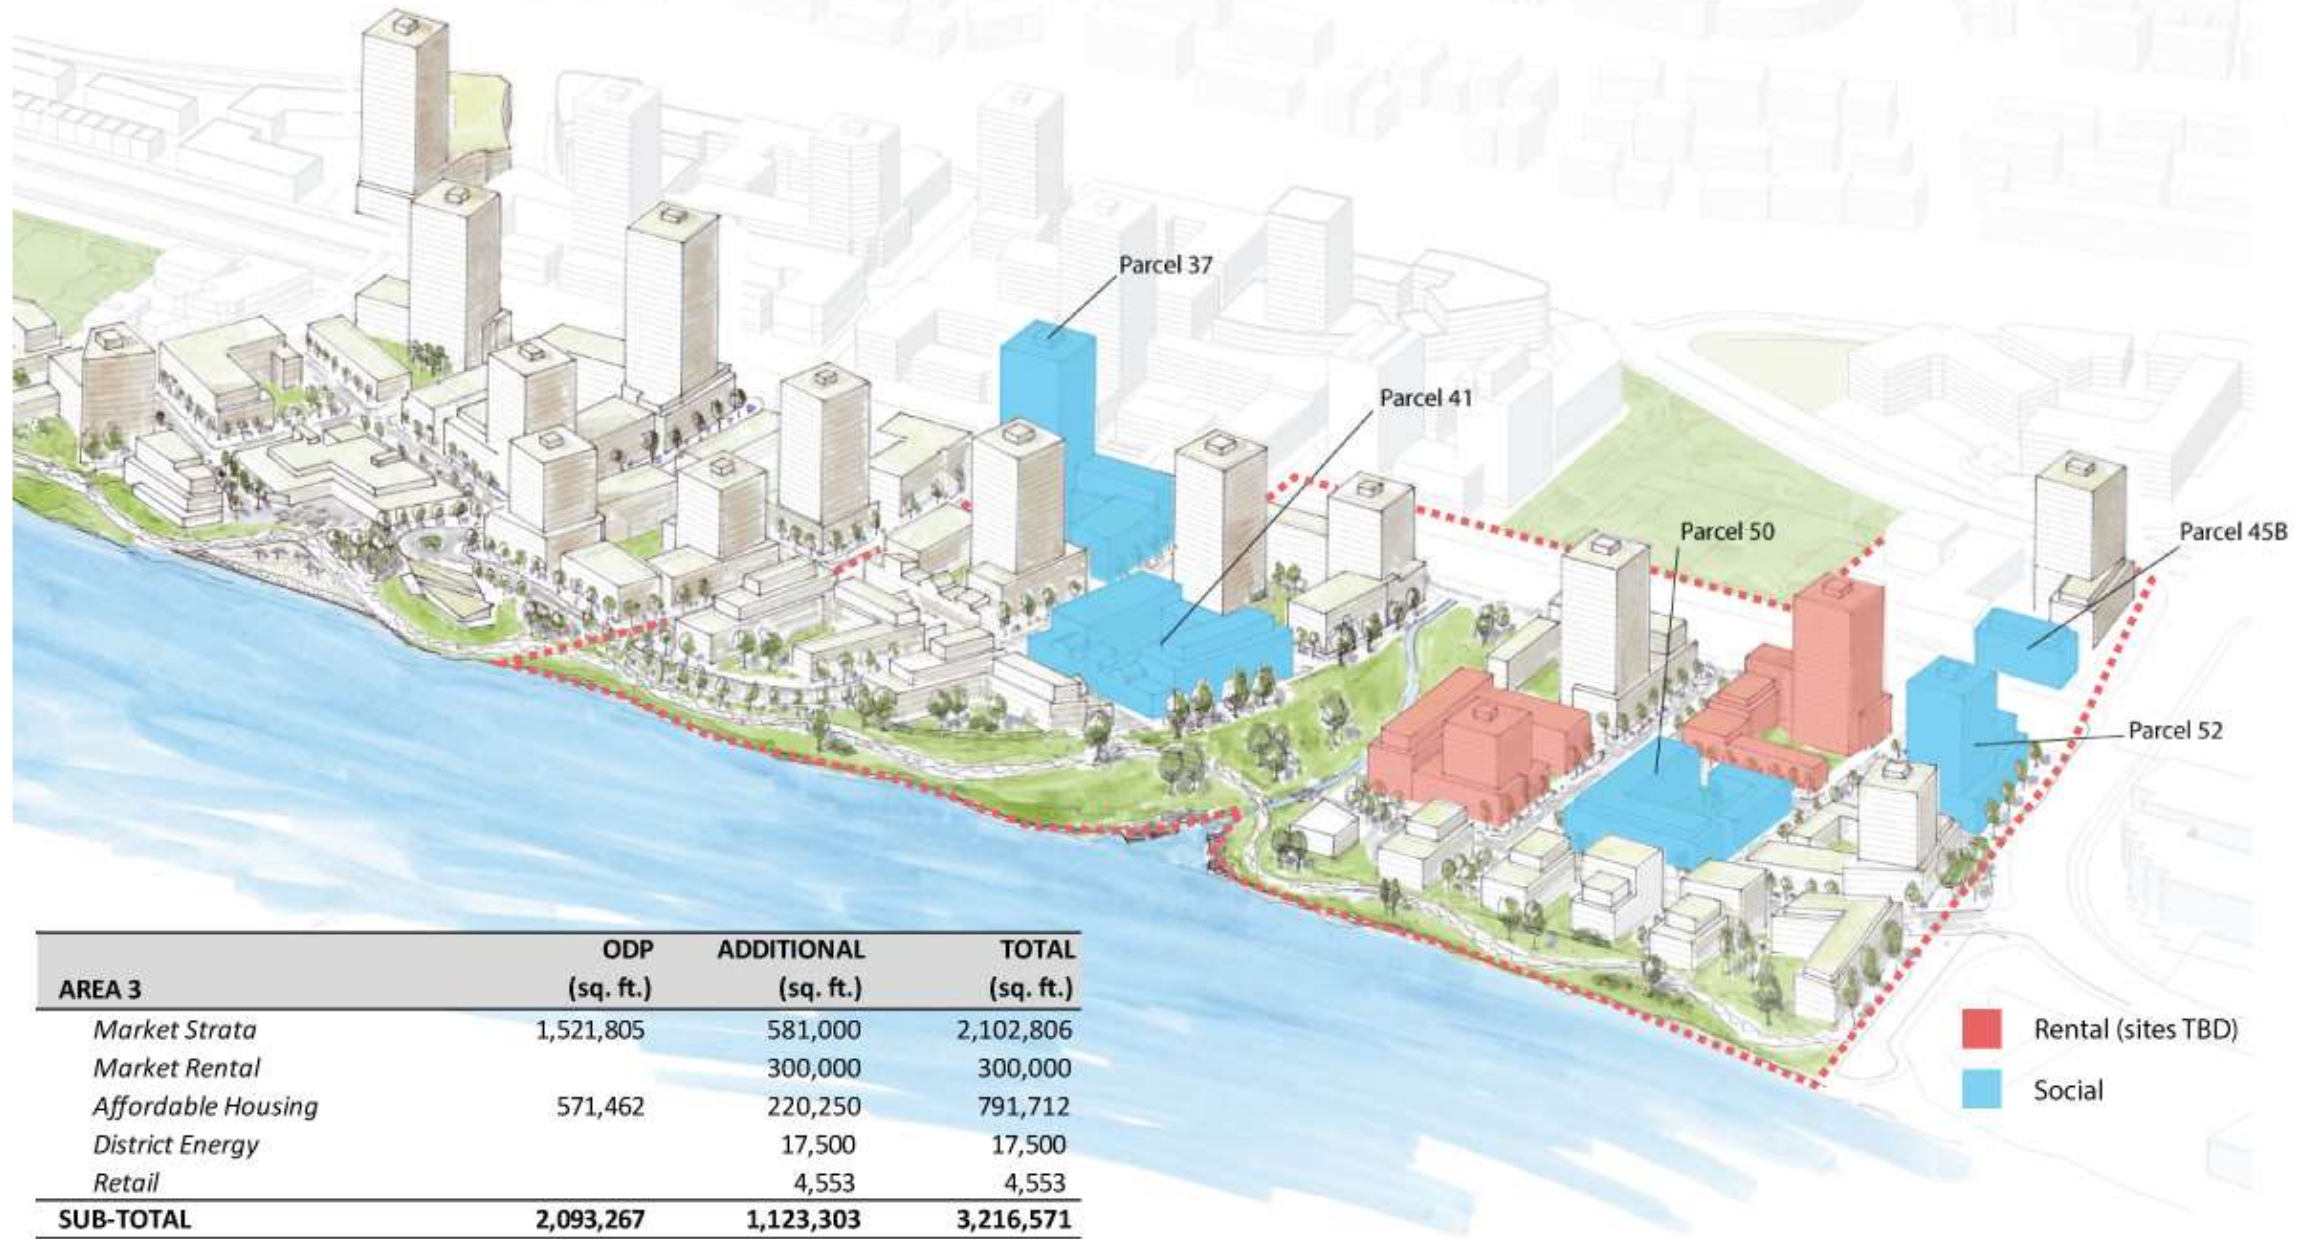 Parcel 37
Parcel 41
Parcel 50
Parcel 45B
Parcel 52
ODP ADDITIONAL TOTAL
AREA 3 (sq. ft.) (sq. ft.) (sq. ft.)
Market Strata 1,521,805 581,000 2,102,806
Market Rental 300,000 300,000
Affordable Housing 571,462 220,250 791,712
District Energy 17,500 17,500
Retail 4,553 4,553
SUB-TOTAL 2,093,267 1,123,303 3,216,571
Rental (sites TBD)
Social